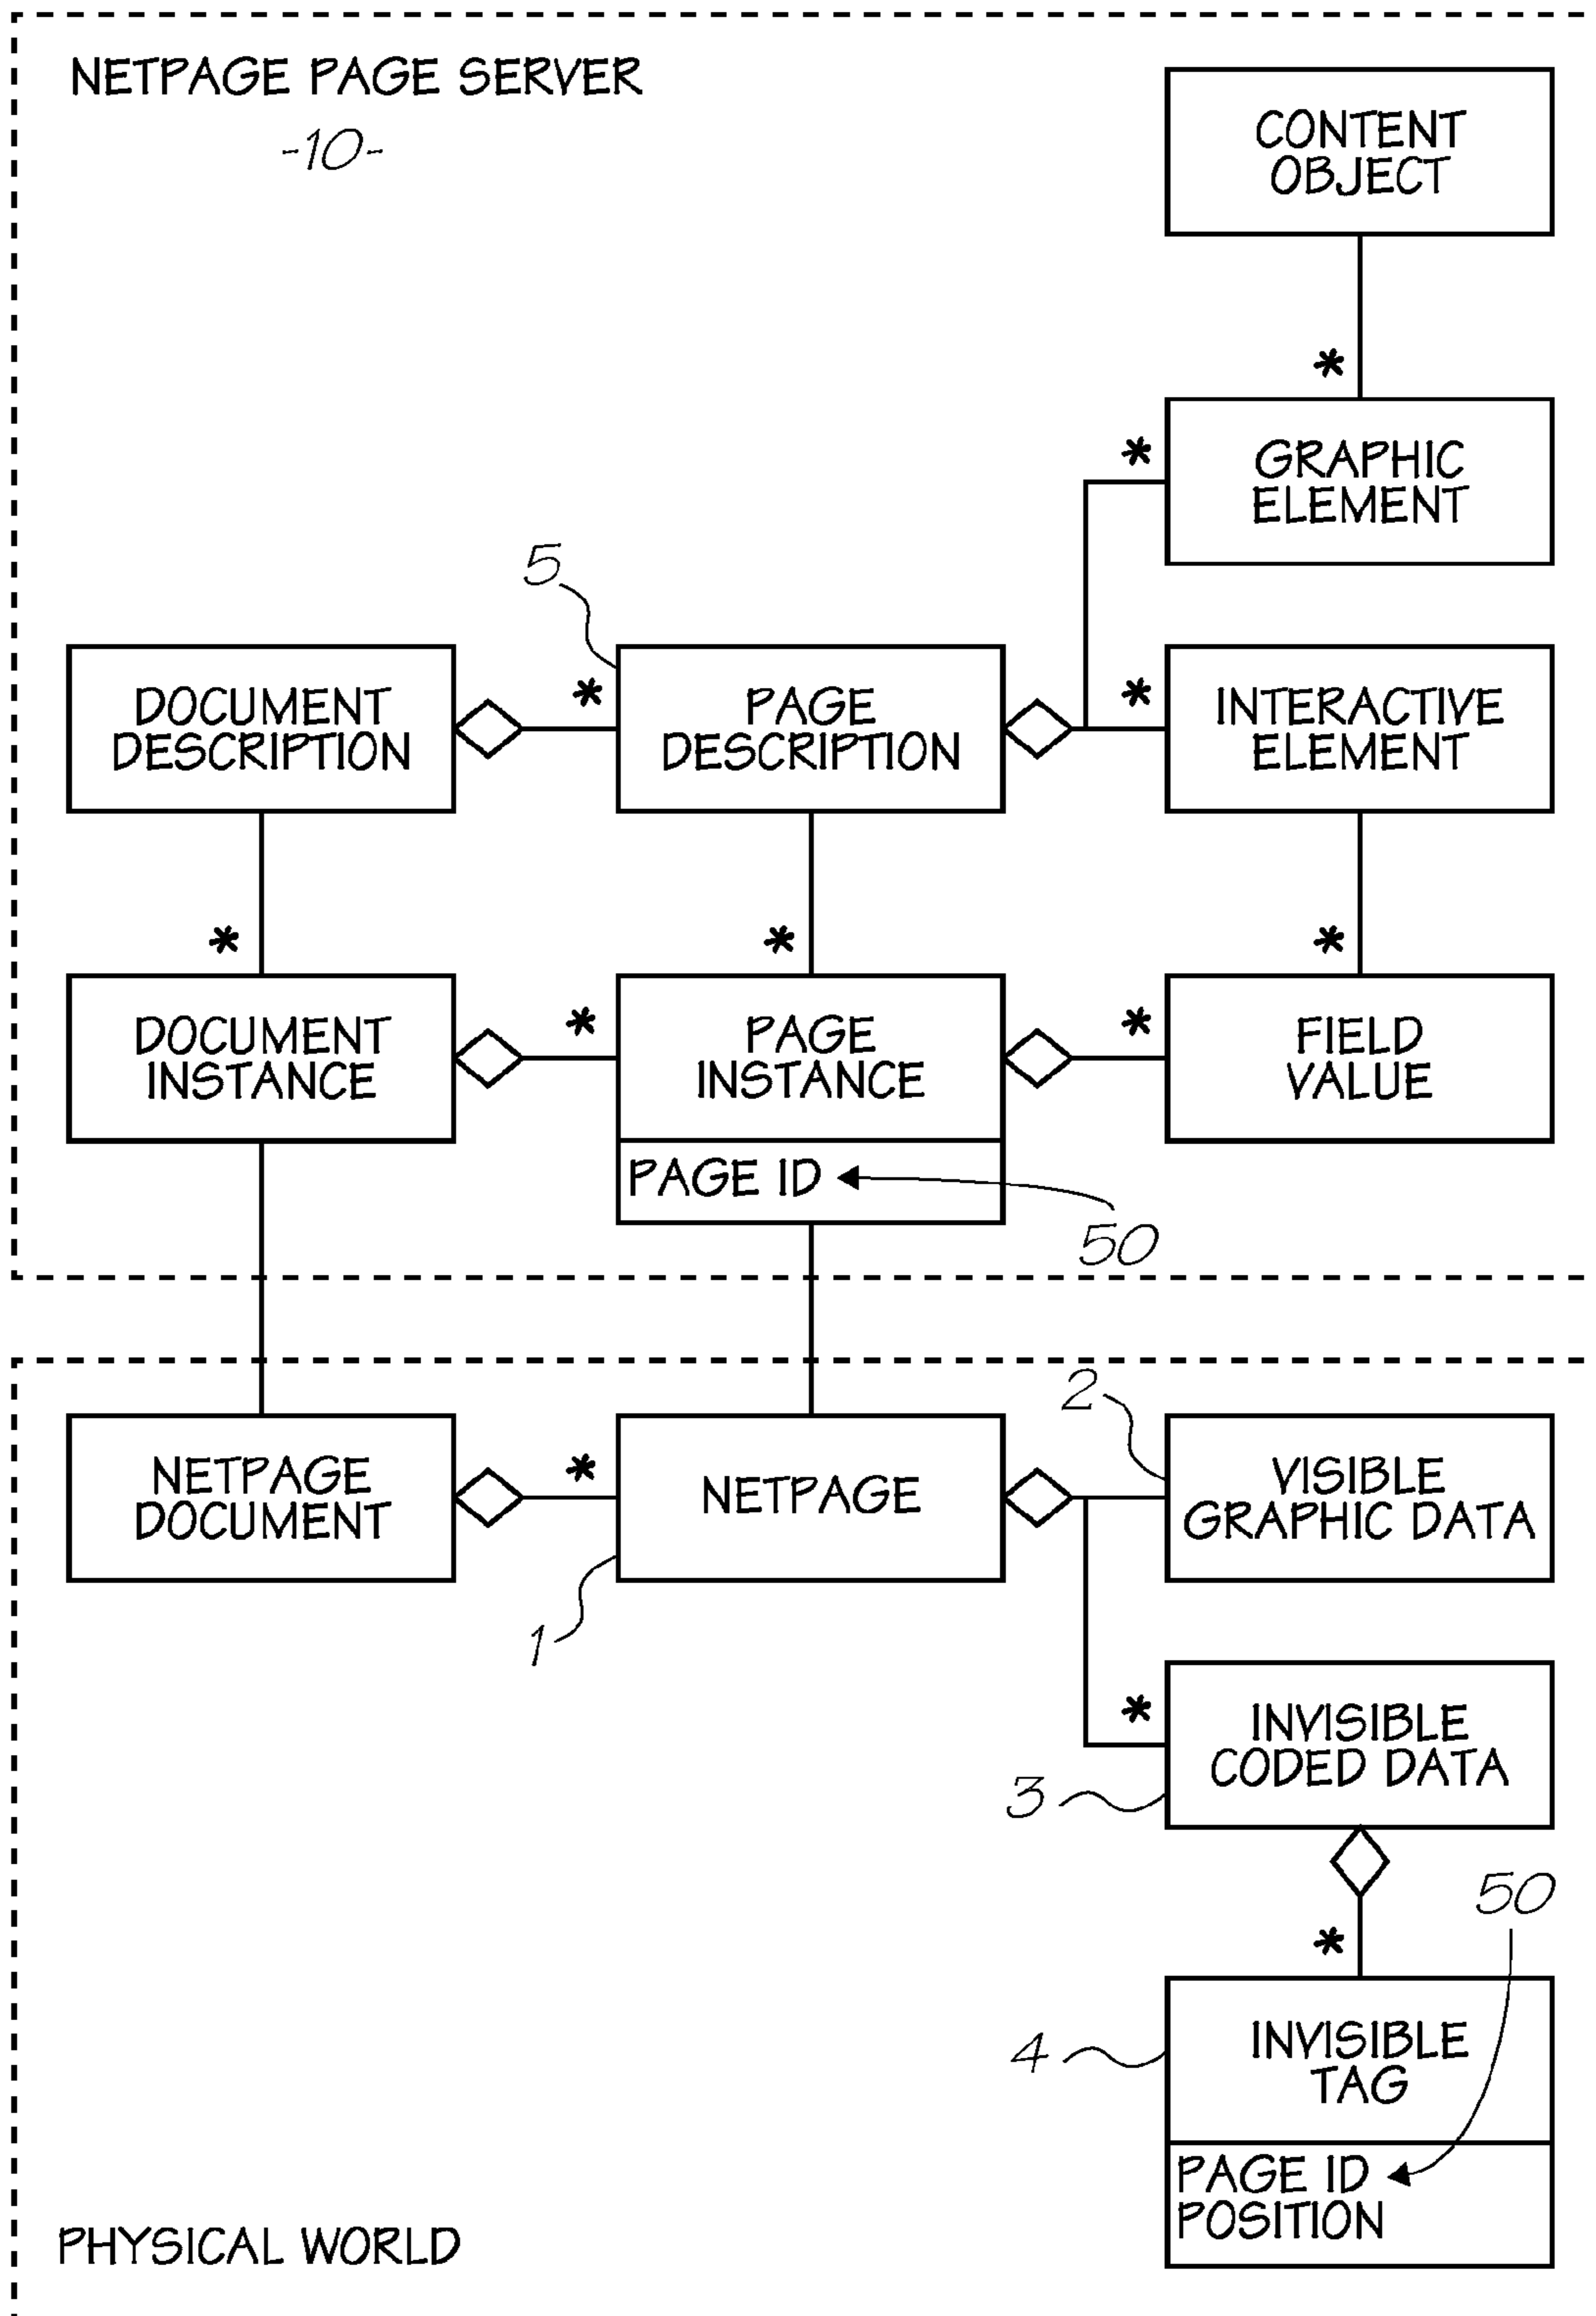 NETPAGE PAGE SERVER
-10-
CONTENT
OBJECT
*
*
GRAPHIC
ELEMENT
5
DOCUMENT
DESCRIPTION
*
PAGE
DESCRIPTION
*
INTERACTIVE
ELEMENT
*
*
*
DOCUMENT
INSTANCE
*
PAGE
INSTANCE
*
FIELD
VALUE
PAGE ID
50
2
NETPAGE
DOCUMENT
*
NETPAGE
VISIBLE
GRAPHIC DATA
1
*
INVISIBLE
CODED DATA
3
50
*
4
INVISIBLE
TAG
PAGE ID
POSITION
PHYSICAL WORLD